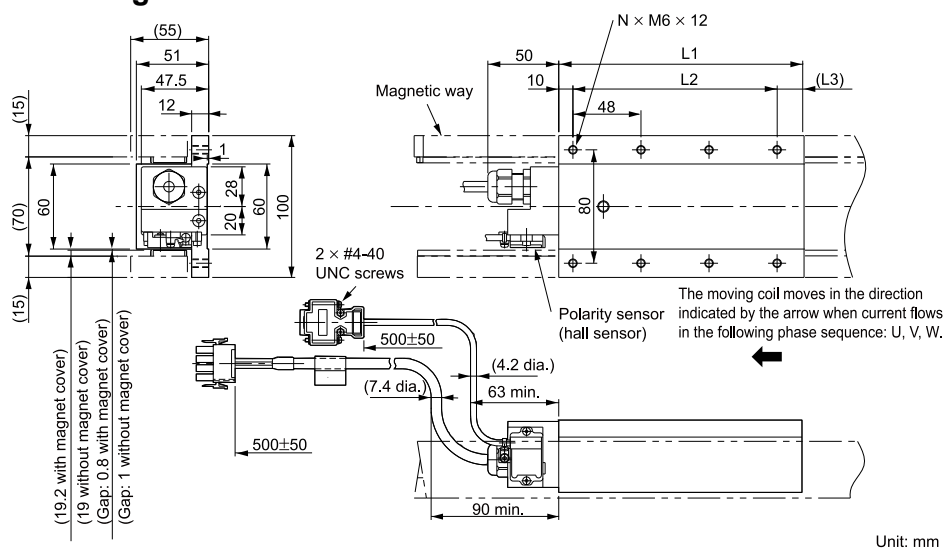 (55)
51
47.5
12
(15)
1
60
(70)
28
20
60
100
(15)
N × M6 × 12
50
L1
10
L2
(L3)
48
Magnetic way
80
2 × #4-40
UNC screws
Polarity sensor
(hall sensor)
The moving coil moves in the direction
indicated by the arrow when current flows
in the following phase sequence: U, V, W.
500±50
(4.2 dia.)
(7.4 dia.)
63 min.
500±50
90 min.
(19.2 with magnet cover)
(19 without magnet cover)
(Gap: 0.8 with magnet cover)
(Gap: 1 without magnet cover)
Unit: mm